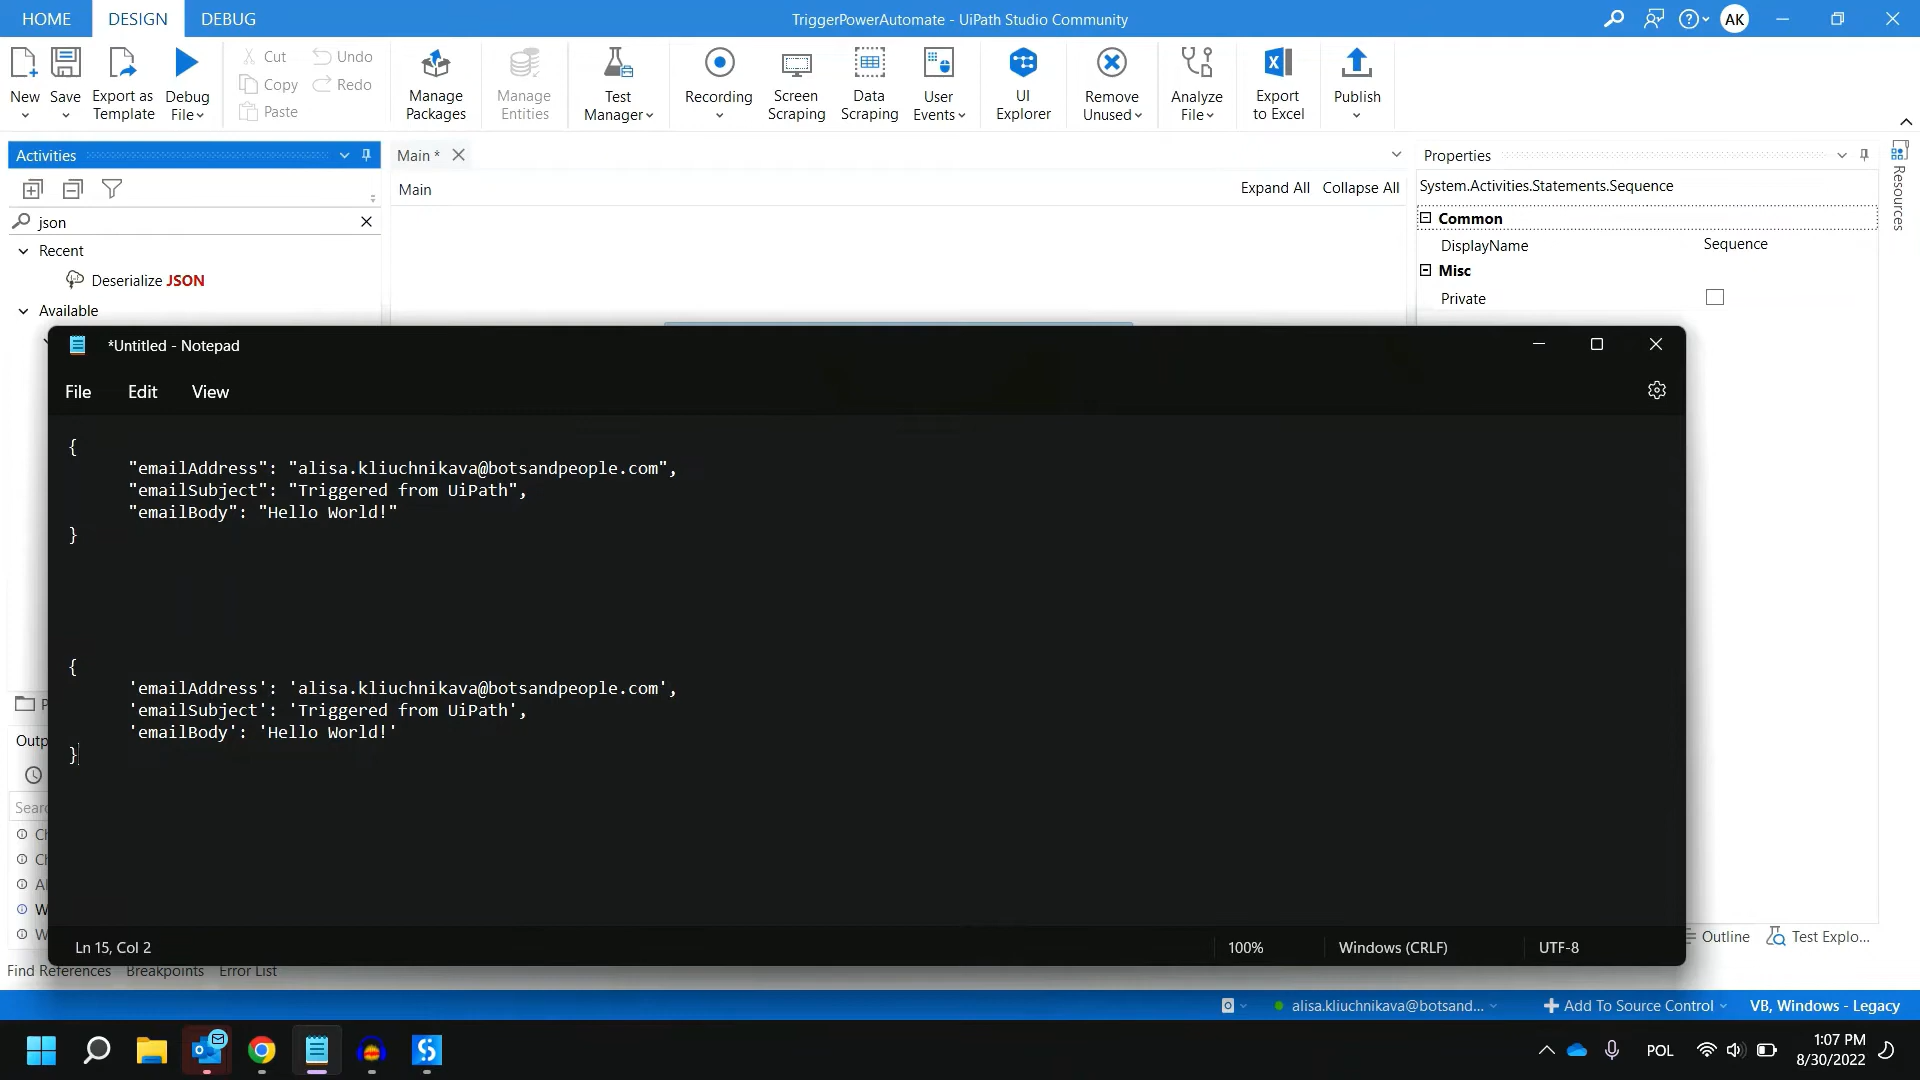 HOME DESIGN DEBUG
TriggerPowerAutomate - UiPath Studio Community
AK
New
Save
Export as Template
Debug File
Cut
Copy
Paste
Undo
Redo
Manage Packages
Manage Entities
Test Manager
Recording
Screen Scraping
Data Scraping
User Events
UI Explorer
Remove Unused
Analyze File
Export to Excel
Publish
Activities
json
Recent
Deserialize JSON
Available
Main *
Main
Expand All Collapse All
Properties
System.Activities.Statements.Sequence
Common
DisplayName Sequence
Misc
Private
Resources
*Untitled - Notepad
File Edit View
{
"emailAddress": "alisa.kliuchnikava@botsandpeople.com",
"emailSubject": "Triggered from UiPath",
"emailBody": "Hello World!"
}
{
'emailAddress': 'alisa.kliuchnikava@botsandpeople.com',
'emailSubject': 'Triggered from UiPath',
'emailBody': 'Hello World!'
}
Ln 15, Col 2
100%
Windows (CRLF)
UTF-8
Outline
Test Explo...
Find References Breakpoints Error List
alisa.kliuchnikava@botsand...
Add To Source Control
VB, Windows - Legacy
POL
1:07 PM
8/30/2022